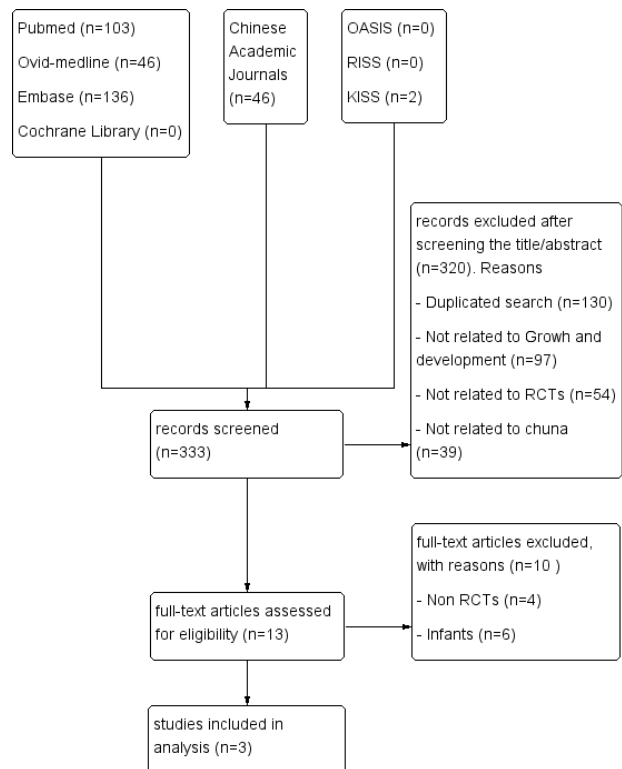 Pubmed (n=103)
Ovid-medline (n=46)
Embase (n=136)
Cochrane Library (n=0)
Chinese
Academic
Journals
(n=46)
OASIS (n=0)
RISS (n=0)
KISS (n=2)
records excluded after
screening the title/abstract
(n=320). Reasons
- Duplicated search (n=130)
- Not related to Growh and
development (n=97)
- Not related to RCTs (n=54)
- Not related to chuna
(n=39)
records screened
(n=333)
full-text articles excluded,
with reasons (n=10 )
- Non RCTs (n=4)
- Infants (n=6)
full-text articles assessed
for eligibility (n=13)
studies included in
analysis (n=3)